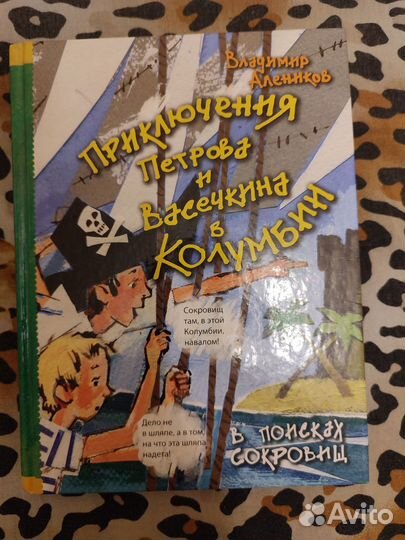 Владимир
Алеников
Приключения
Петрова
и
Васечкина
в
Колумбии
Сокровищ
там, в этой
Колумбии,
навалом!
Дело не
в шляпе, а в том,
на что эта шляпа
надета!
В поисках
сокровищ
Avito